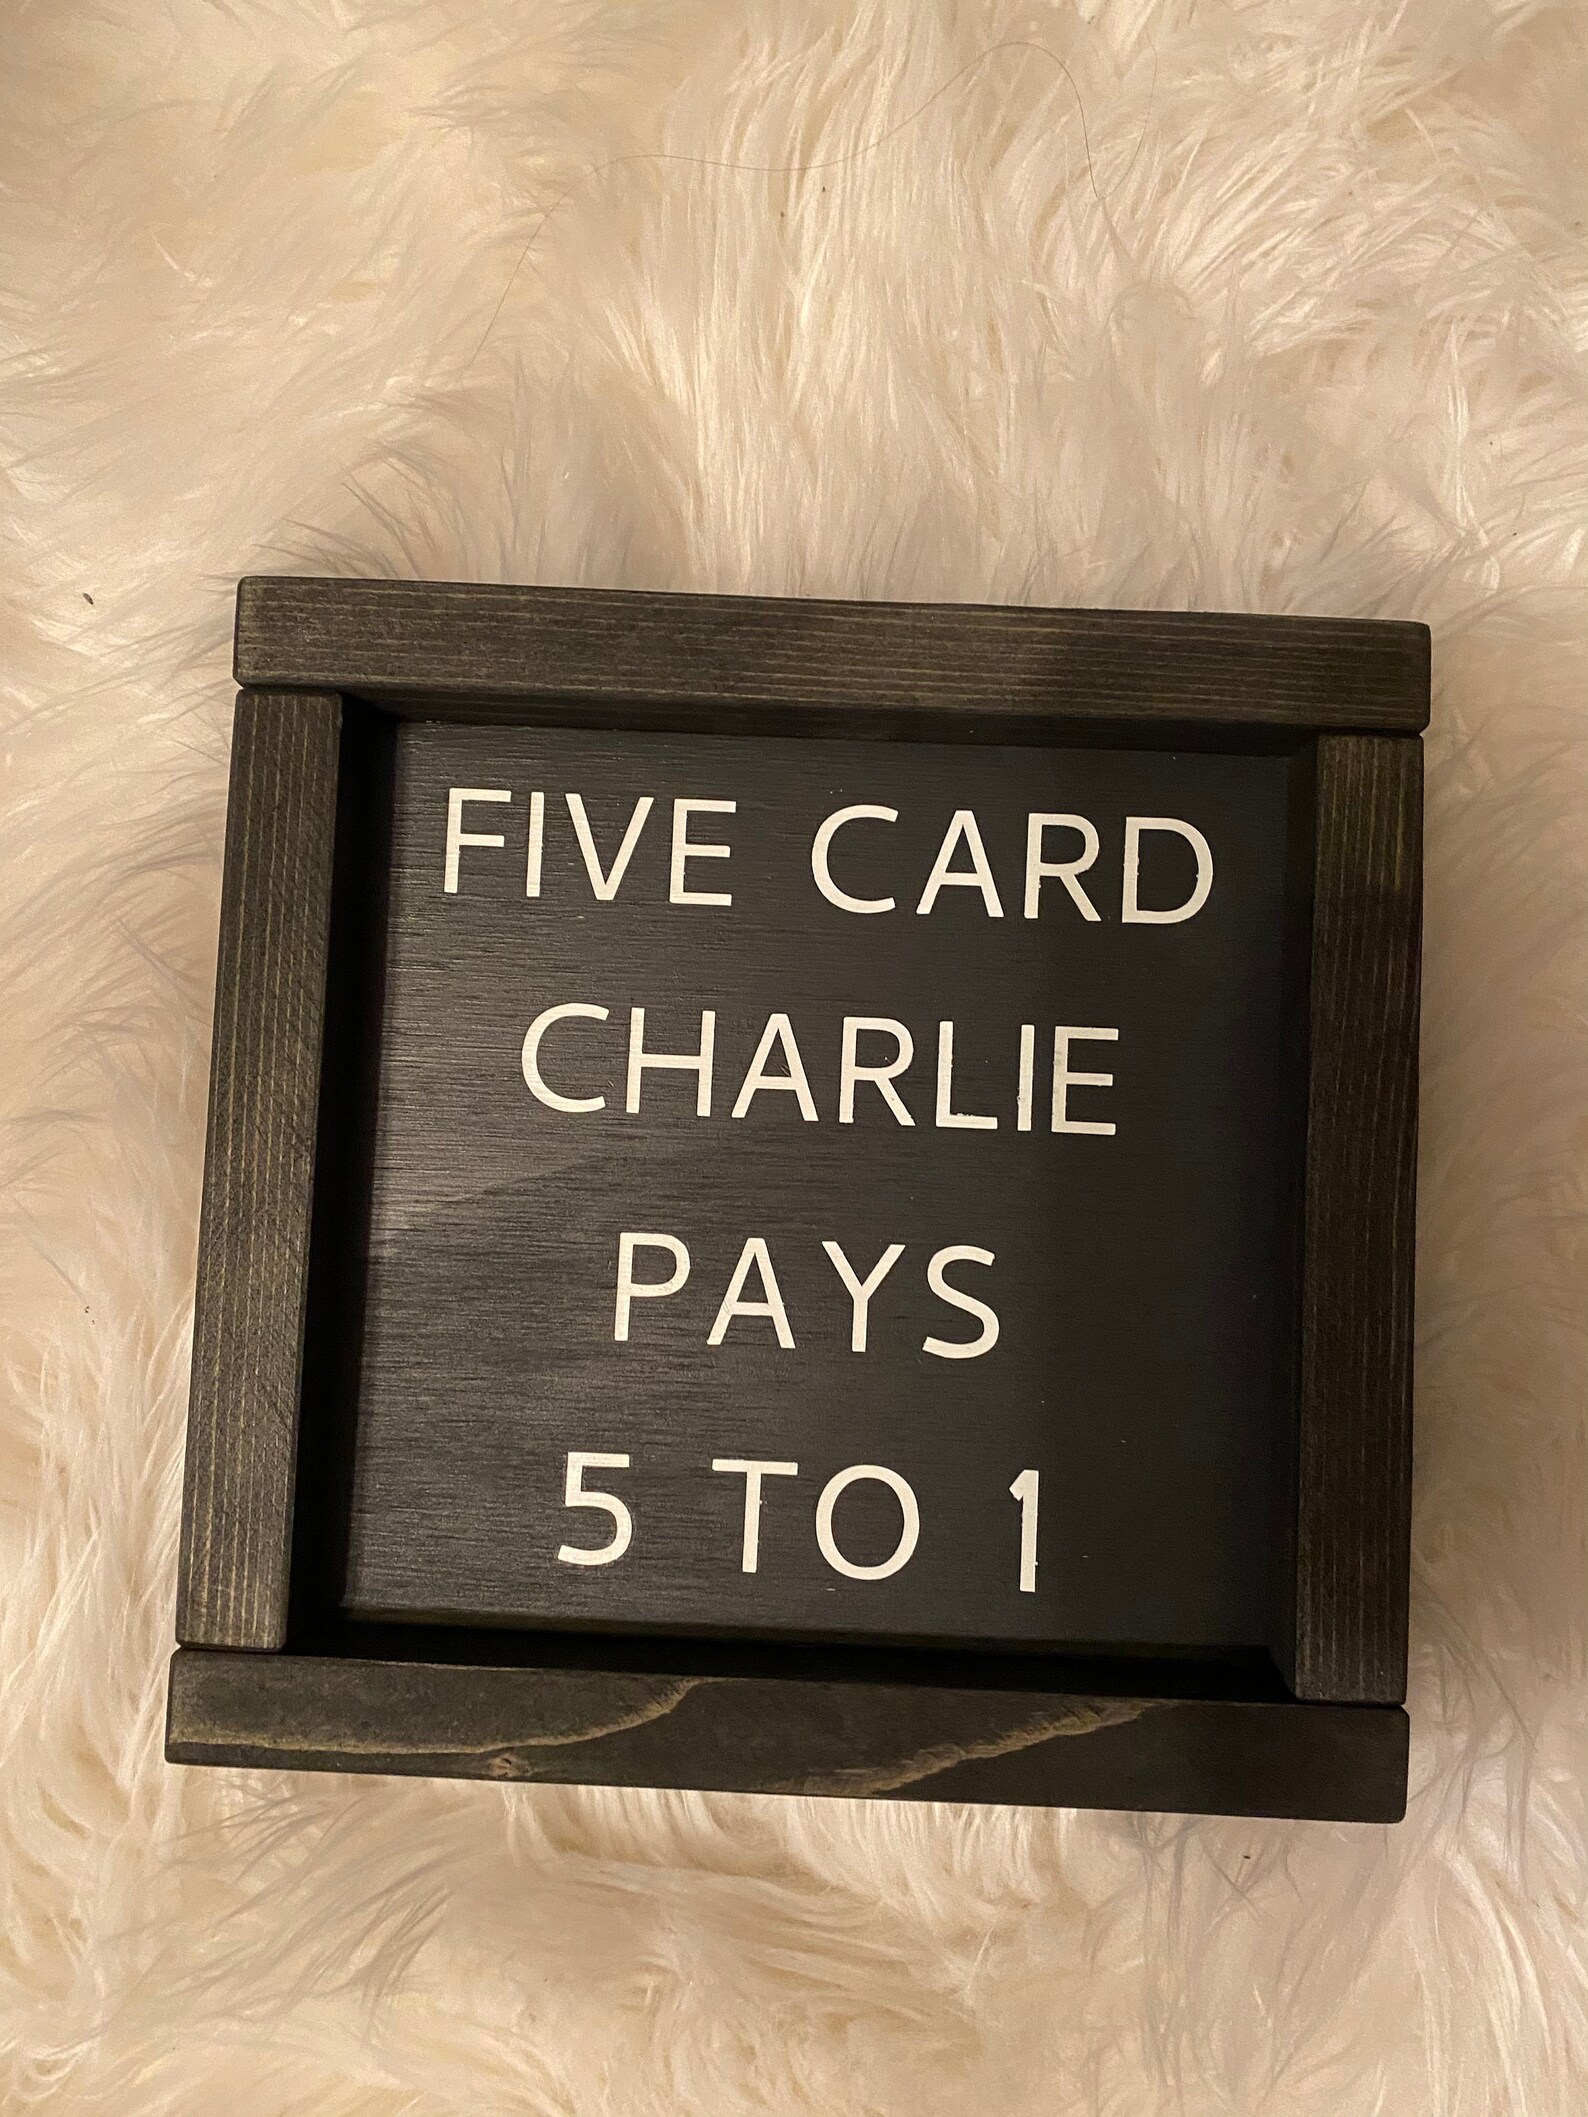 FIVE CARD
CHARLIE
PAYS
5 TO 1